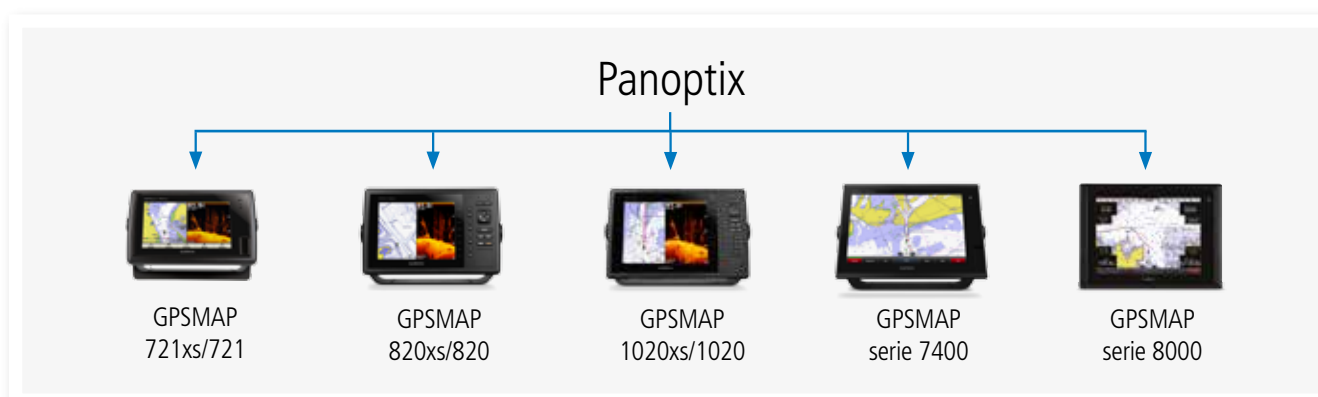 Panoptix
GPSMAP
721xs/721
GPSMAP
820xs/820
GPSMAP
1020xs/1020
GPSMAP
serie 7400
GPSMAP
serie 8000